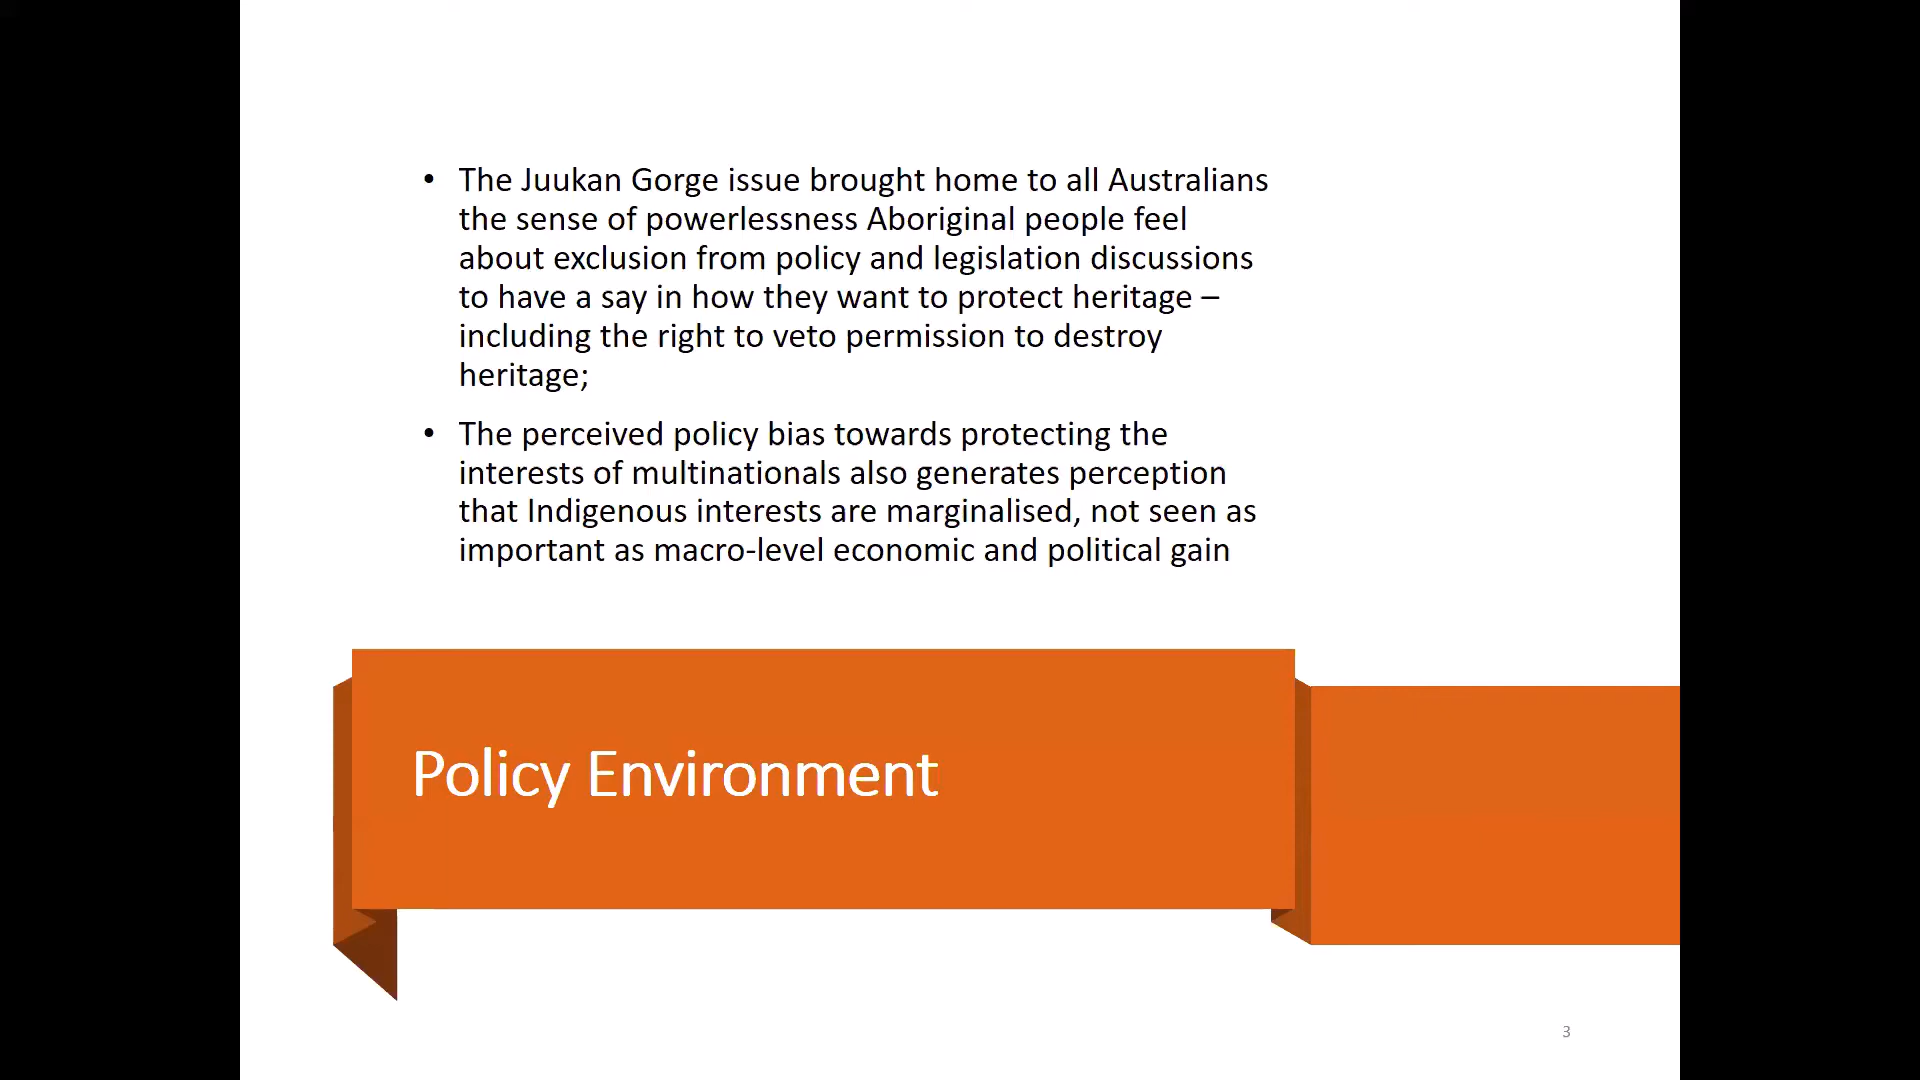 • The Juukan Gorge issue brought home to all Australians
the sense of powerlessness Aboriginal people feel
about exclusion from policy and legislation discussions
to have a say in how they want to protect heritage –
including the right to veto permission to destroy
heritage;
• The perceived policy bias towards protecting the
interests of multinationals also generates perception
that Indigenous interests are marginalised, not seen as
important as macro-level economic and political gain
Policy Environment
3